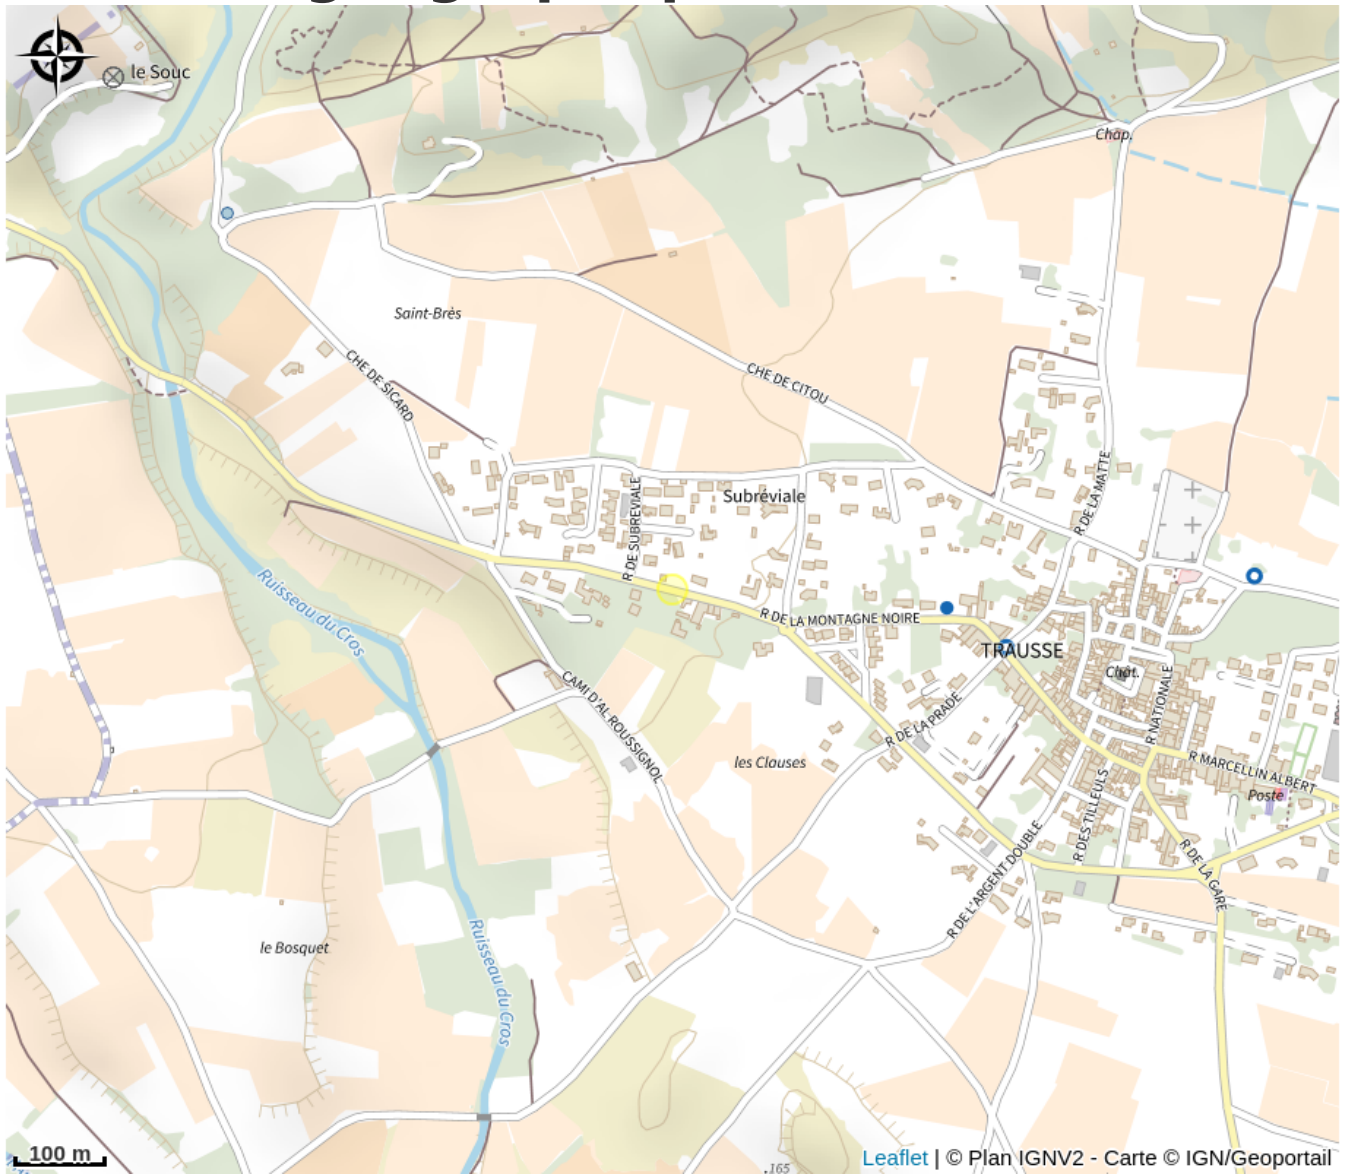 le Souc
Chap.
Saint-Brès
CHE DE SICARD
CHE DE CITOU
Subréviale
R DE SUBREVIALE
R DE LA MATTE
Ruisseau du Cros
R DE LA MONTAGNE NOIRE
TRAUSSE
Chât.
CAMI D'AL ROUSSIGNOL
R DE LA PRADE
R NATIONALE
les Clauses
R MARCELLIN ALBERT
Poste
R DES TILLEULS
R DE L'ARGENT DOUBLE
R DE LA GARE
le Bosquet
Ruisseau du Cros
100 m
.165
Leaflet | © Plan IGNV2 - Carte © IGN/Geoportail